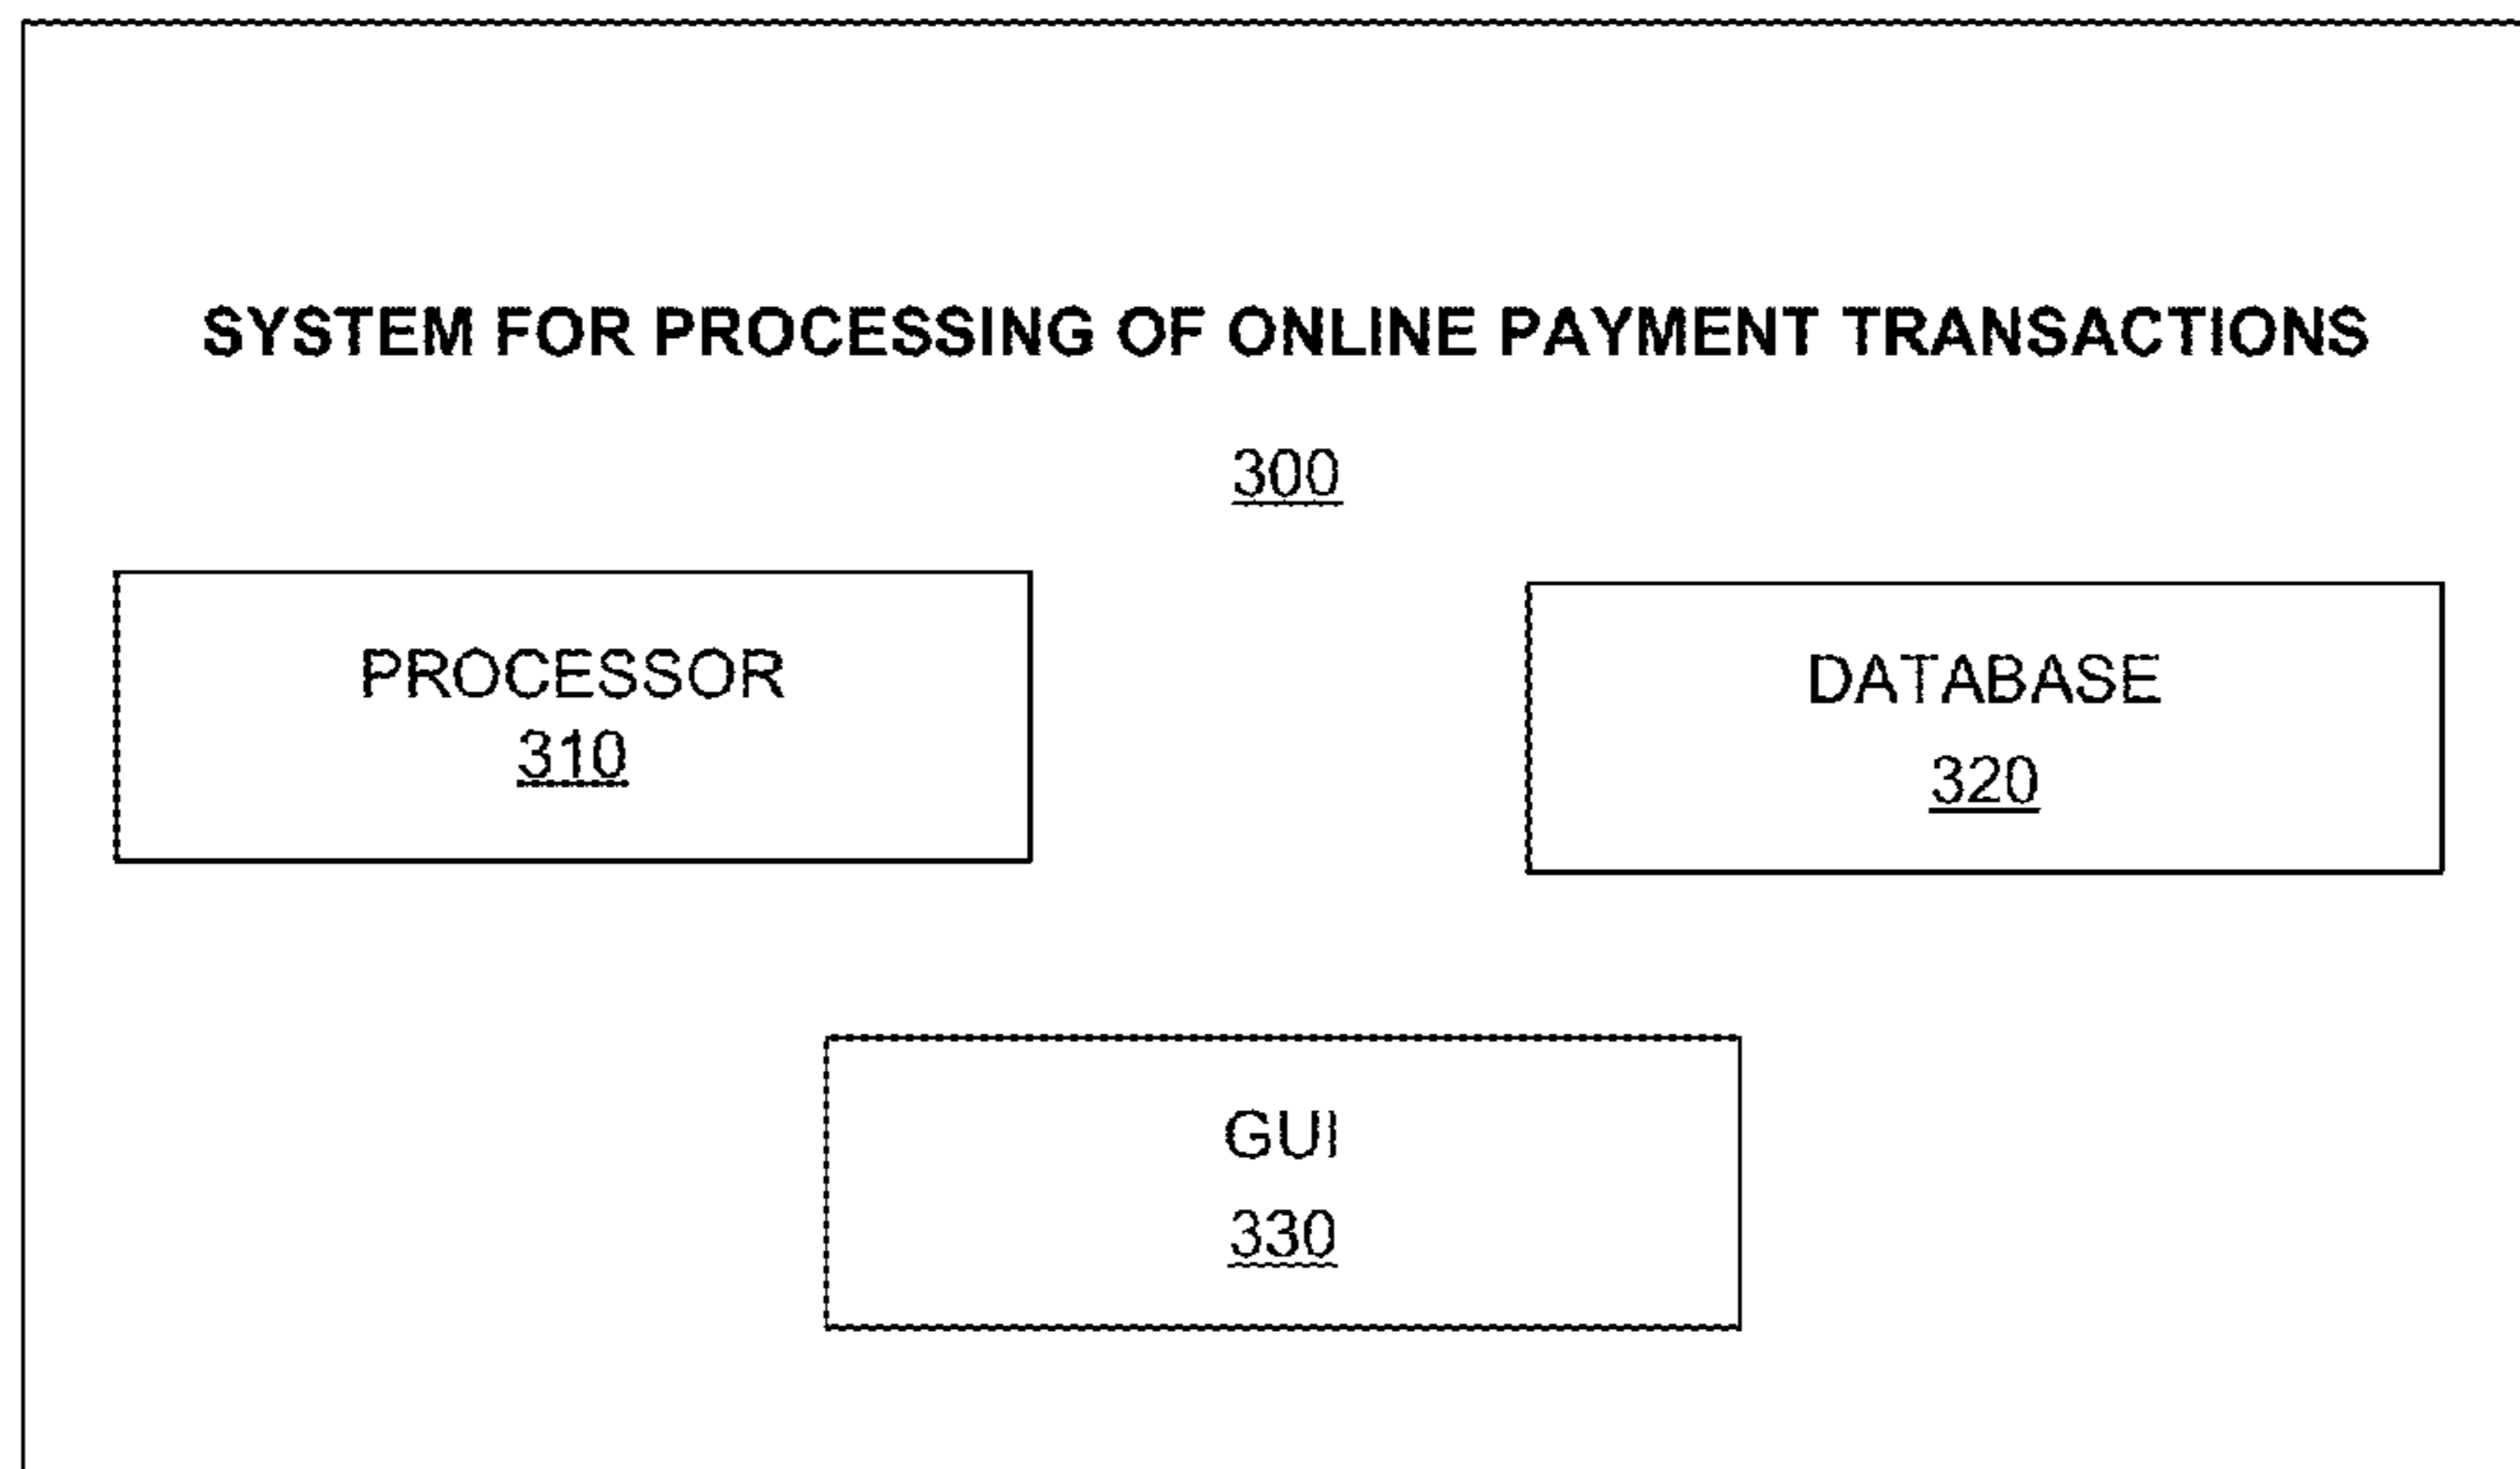 SYSTEM FOR PROCESSING OF ONLINE PAYMENT TRANSACTIONS
300
PROCESSOR
310
DATABASE
320
GUI
330